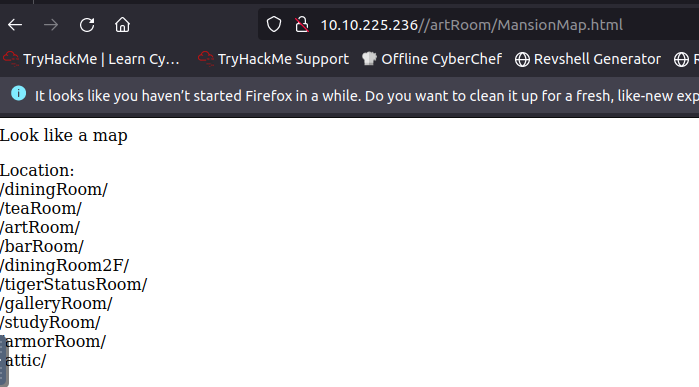 10.10.225.236//artRoom/MansionMap.html
TryHackMe | Learn Cy… TryHackMe Support Offline CyberChef Revshell Generator
It looks like you haven't started Firefox in a while. Do you want to clean it up for a fresh, like-new exp
Look like a map
Location:
/diningRoom/
/teaRoom/
/artRoom/
/barRoom/
/diningRoom2F/
/tigerStatusRoom/
/galleryRoom/
/studyRoom/
armorRoom/
attic/